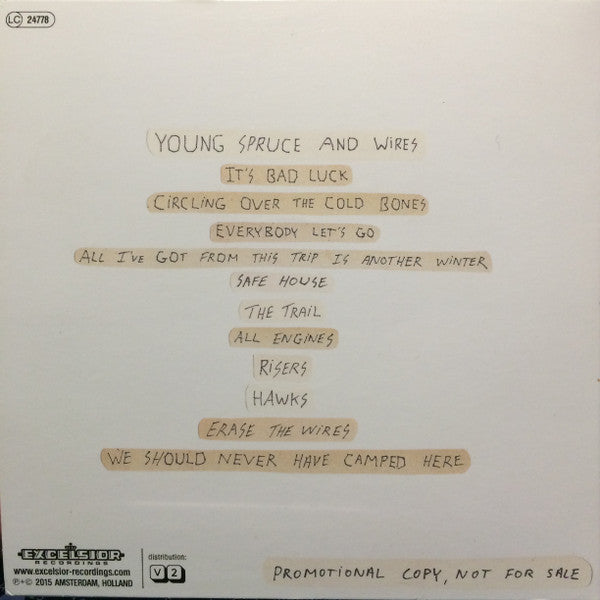 LC 24778
YOUNG SPRUCE AND WIRES
IT'S BAD LUCK
CIRCLING OVER THE COLD BONES
EVERYBODY LET'S GO
ALL I'VE GOT FROM THIS TRIP IS ANOTHER WINTER
SAFE HOUSE
THE TRAIL
ALL ENGINES
RISERS
HAWKS
ERASE THE WIRES
WE SHOULD NEVER HAVE CAMPED HERE
EXCELSIOR
RECORDINGS
www.excelsior-recordings.com
℗+© 2015 AMSTERDAM, HOLLAND
distribution:
V2
PROMOTIONAL COPY, NOT FOR SALE